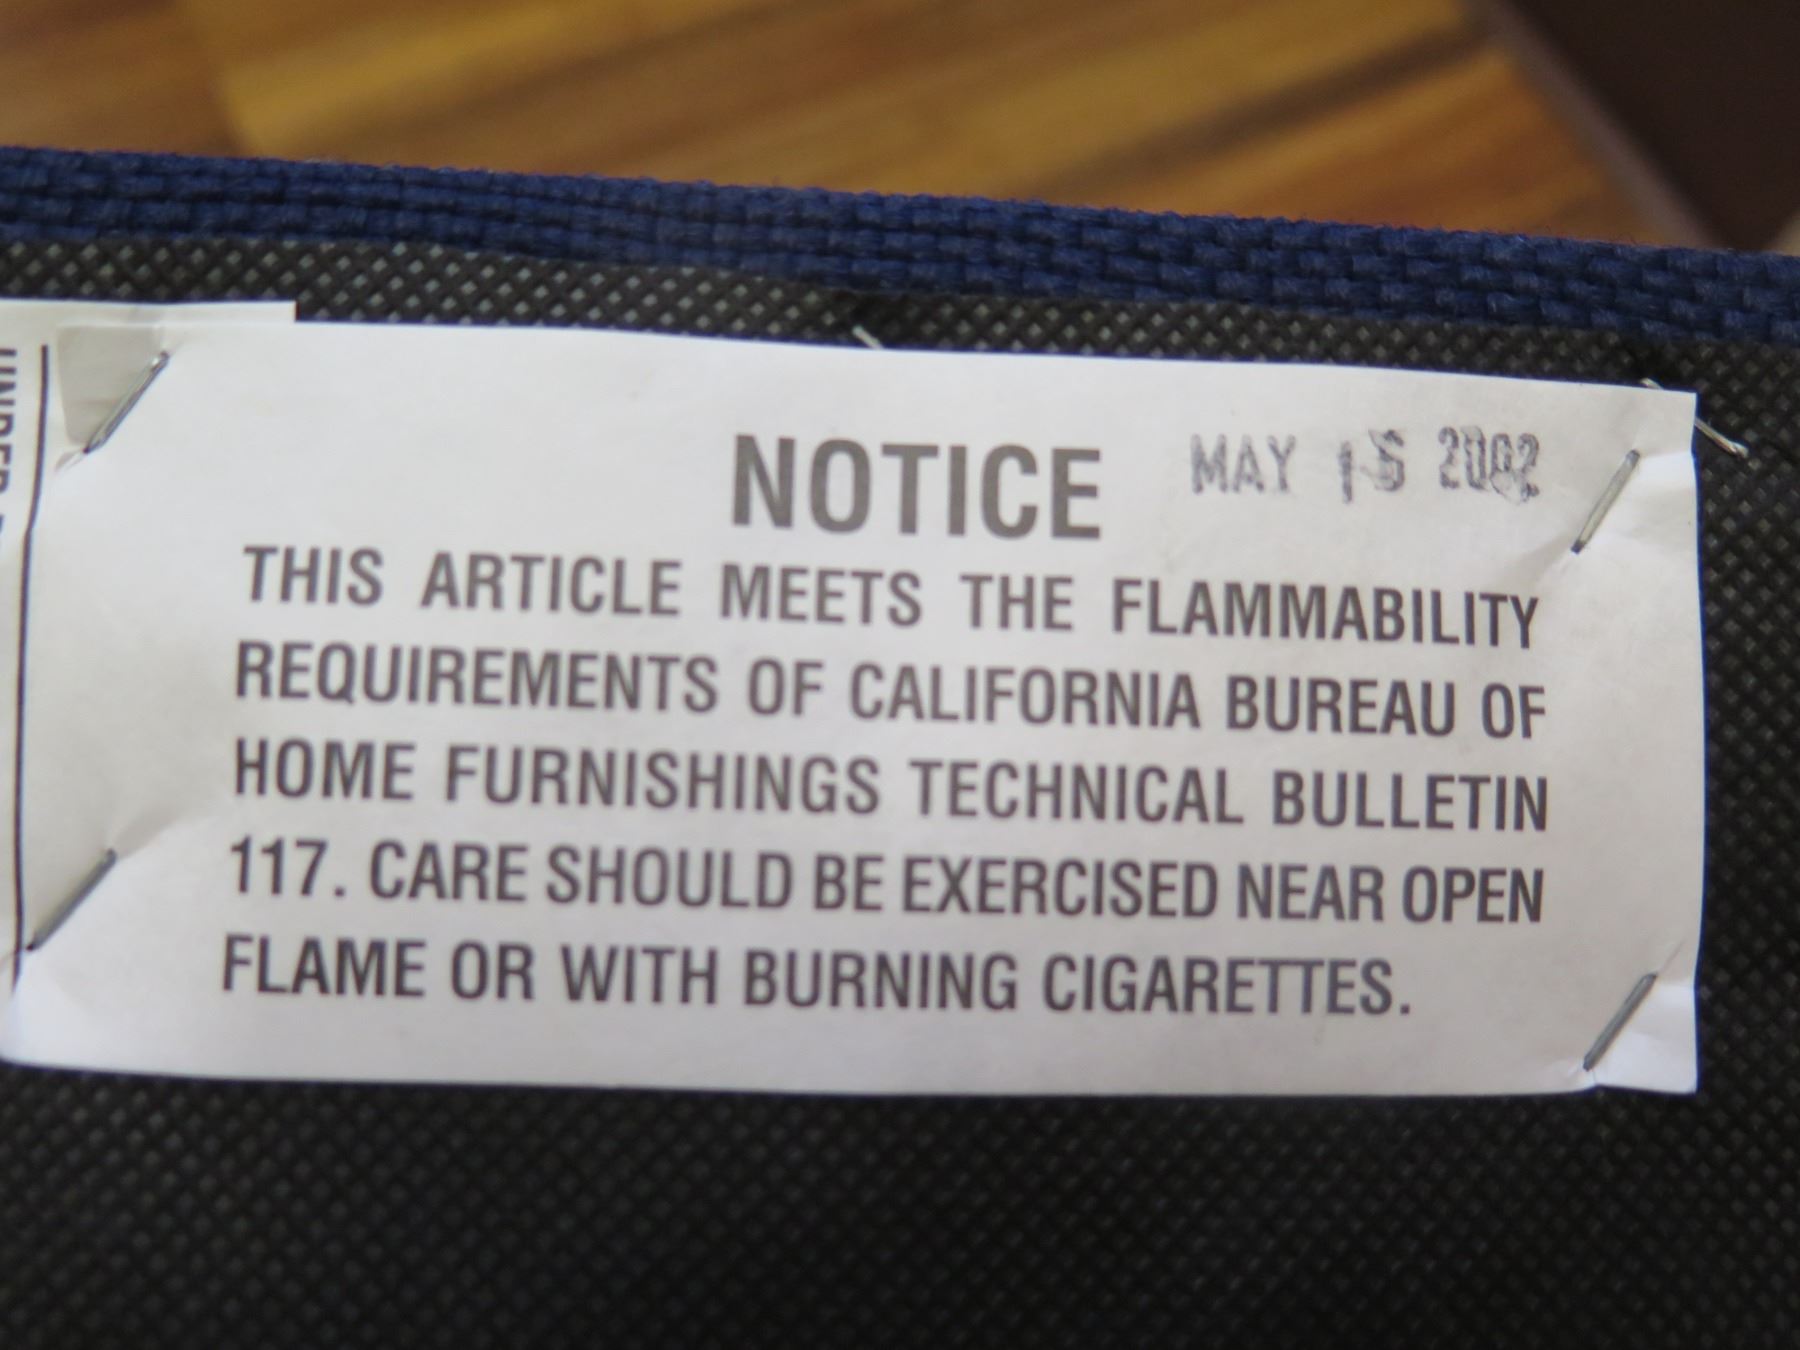 NOTICE MAY 15 2002
THIS ARTICLE MEETS THE FLAMMABILITY
REQUIREMENTS OF CALIFORNIA BUREAU OF
HOME FURNISHINGS TECHNICAL BULLETIN
117. CARE SHOULD BE EXERCISED NEAR OPEN
FLAME OR WITH BURNING CIGARETTES.
UNDER